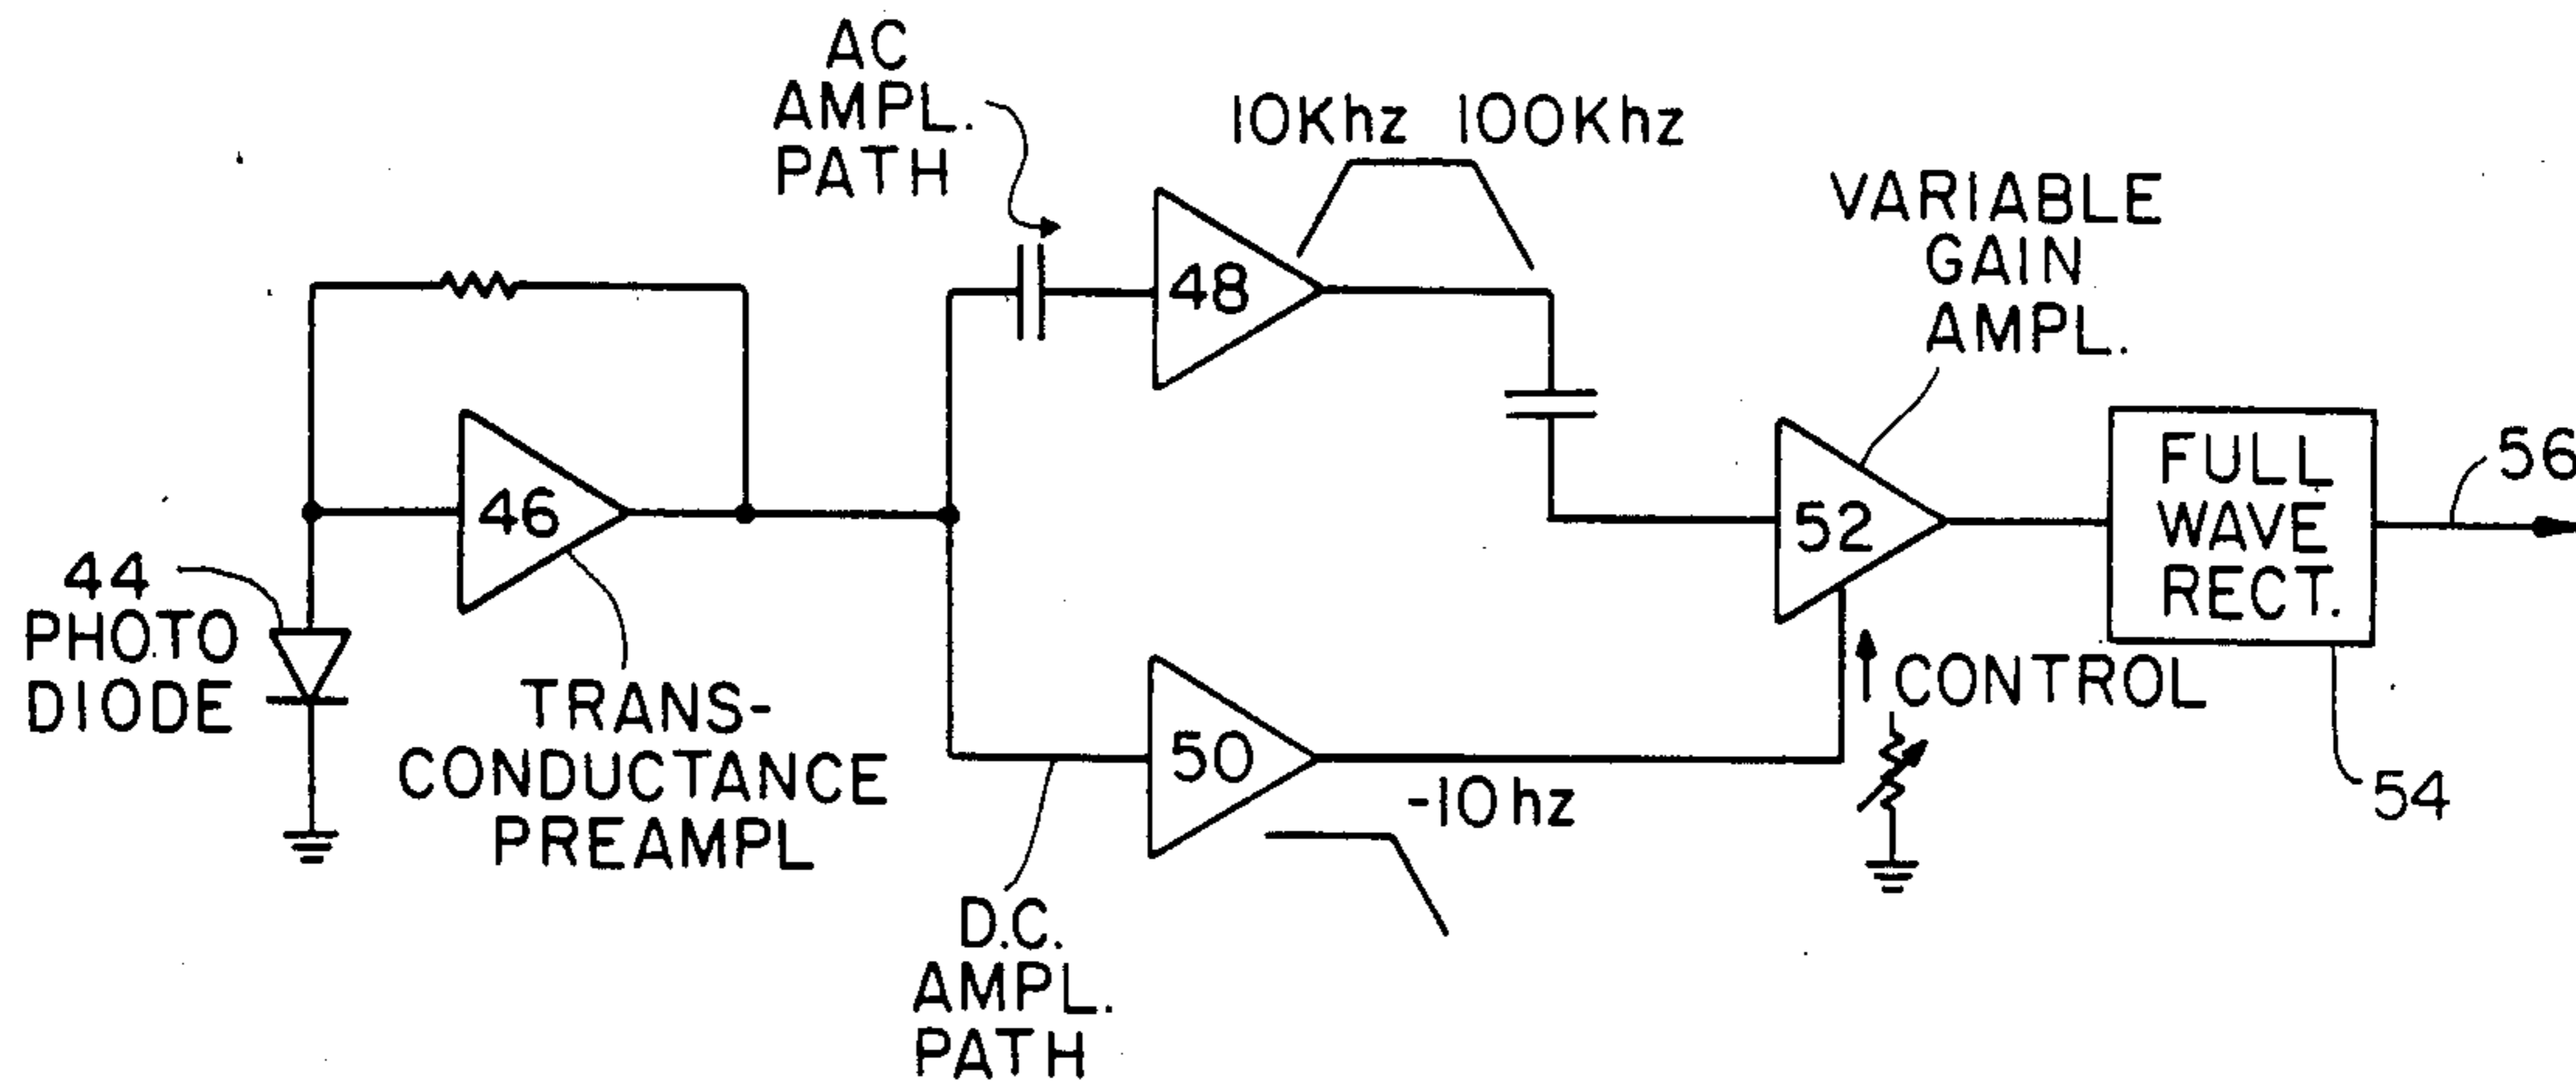 AC
AMPL.
PATH
10Khz 100Khz
VARIABLE
GAIN
AMPL.
48
46
52
FULL
WAVE
RECT.
56
44
PHOTO
DIODE
TRANS-
CONDUCTANCE
PREAMPL
50
-10hz
CONTROL
54
D.C.
AMPL.
PATH